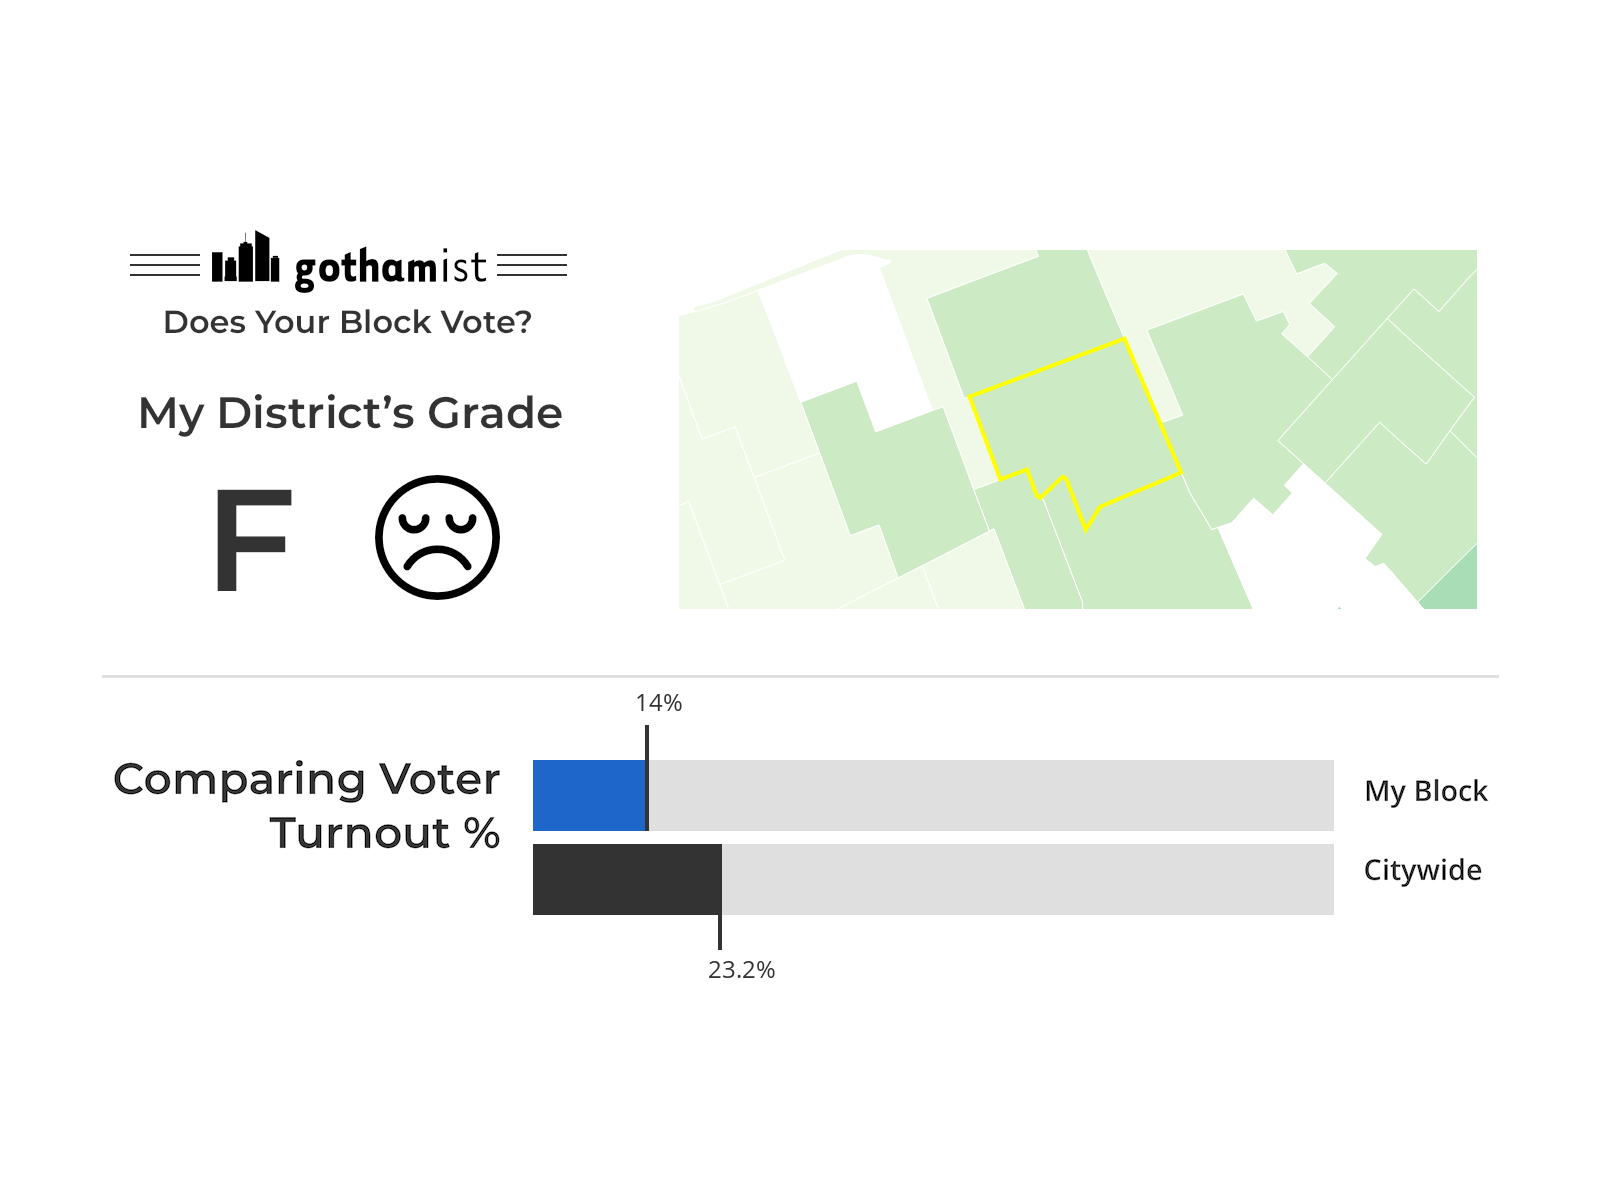 gothamist
Does Your Block Vote?
My District’s Grade
F
14%
Comparing Voter
Turnout %
My Block
Citywide
23.2%